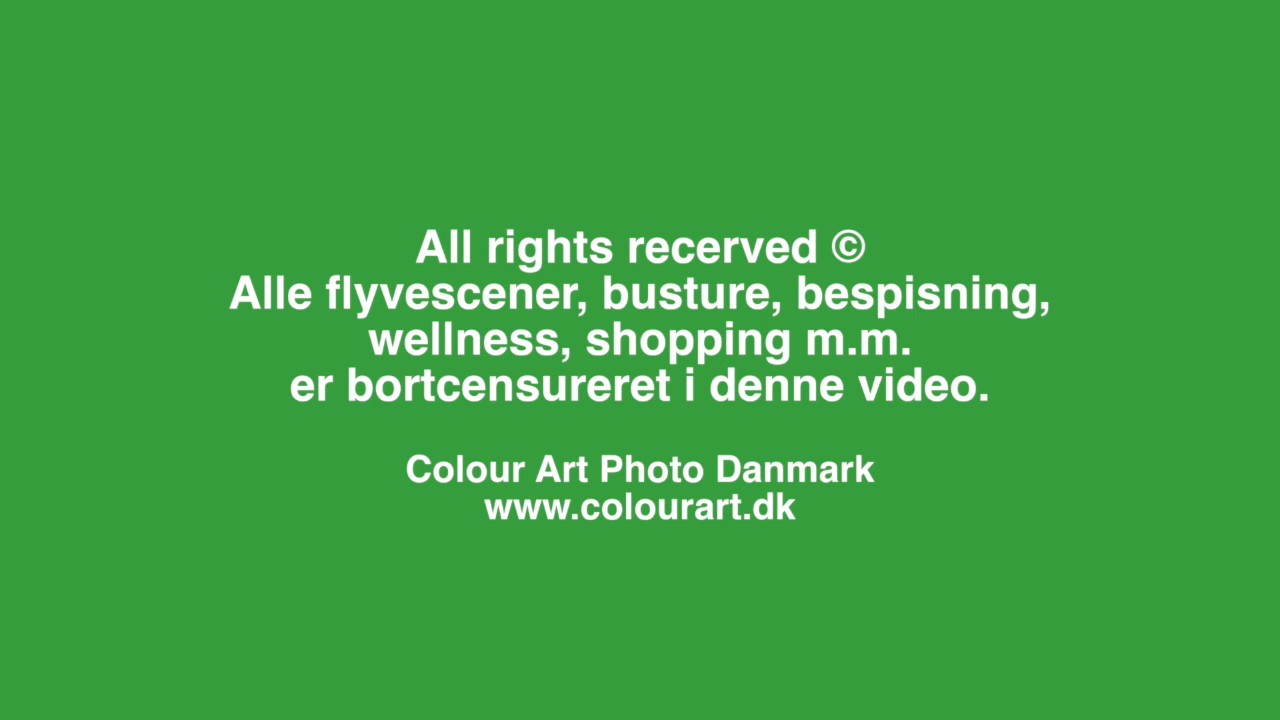 All rights recerved ©
Alle flyvescener, busture, bespisning,
wellness, shopping m.m.
er bortcensureret i denne video.
Colour Art Photo Danmark
www.colourart.dk